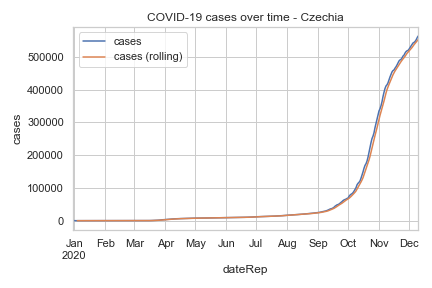 COVID-19 cases over time - Czechia
cases
cases (rolling)
500000
400000
300000
200000
100000
0
cases
Jan Feb Mar Apr May Jun Jul Aug Sep Oct Nov Dec
2020
dateRep